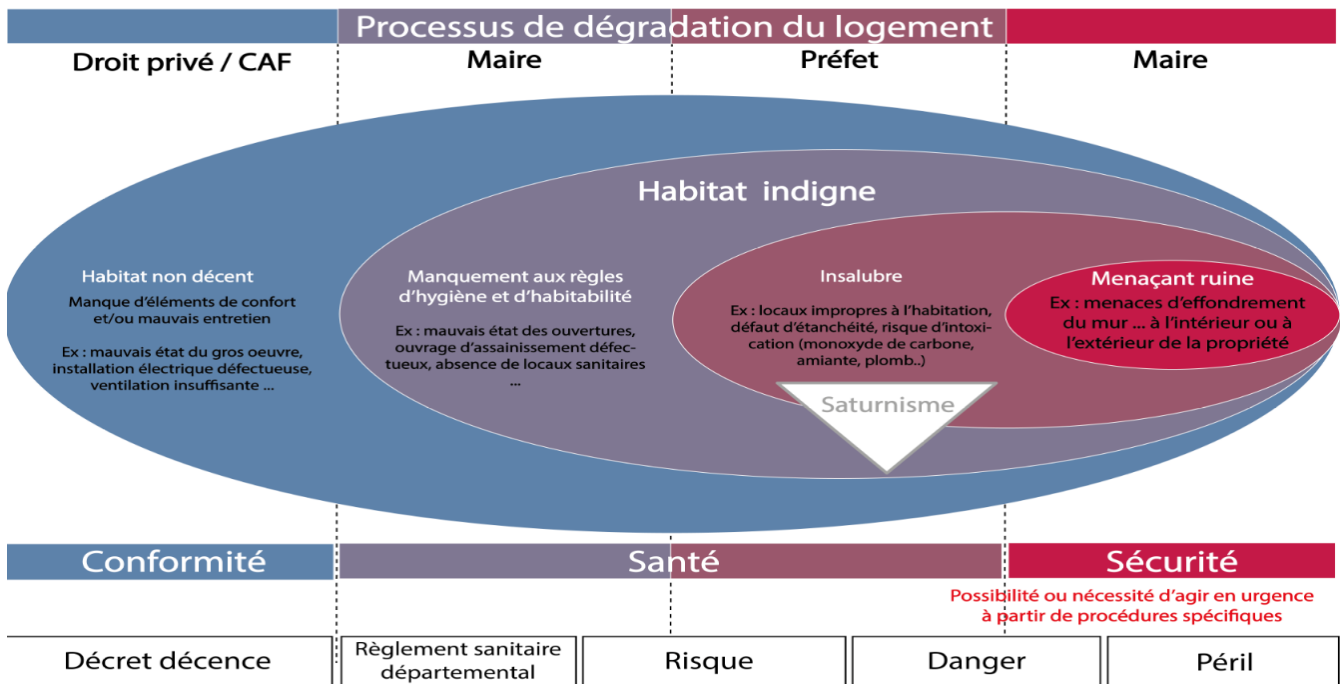 Processus de dégradation du logement
Droit privé / CAF
Maire
Préfet
Maire
Habitat indigne
Habitat non décent
Manque d'éléments de confort
et/ou mauvais entretien
Ex : mauvais état du gros oeuvre,
installation électrique défectueuse,
ventilation insuffisante ...
Manquement aux règles
d'hygiène et d'habitabilité
Ex : mauvais état des ouvertures,
ouvrage d'assainissement défec-
tueux, absence de locaux sanitaires
...
Insalubre
Ex : locaux impropres à l'habitation,
défaut d'étanchéité, risque d'intoxi-
cation (monoxyde de carbone,
amiante, plomb..)
Saturnisme
Menaçant ruine
Ex : menaces d'effondrement
du mur ... à l'intérieur ou à
l'extérieur de la propriété
Conformité
Santé
Sécurité
Possibilité ou nécessité d'agir en urgence
à partir de procédures spécifiques
Décret décence
Règlement sanitaire
départemental
Risque
Danger
Péril